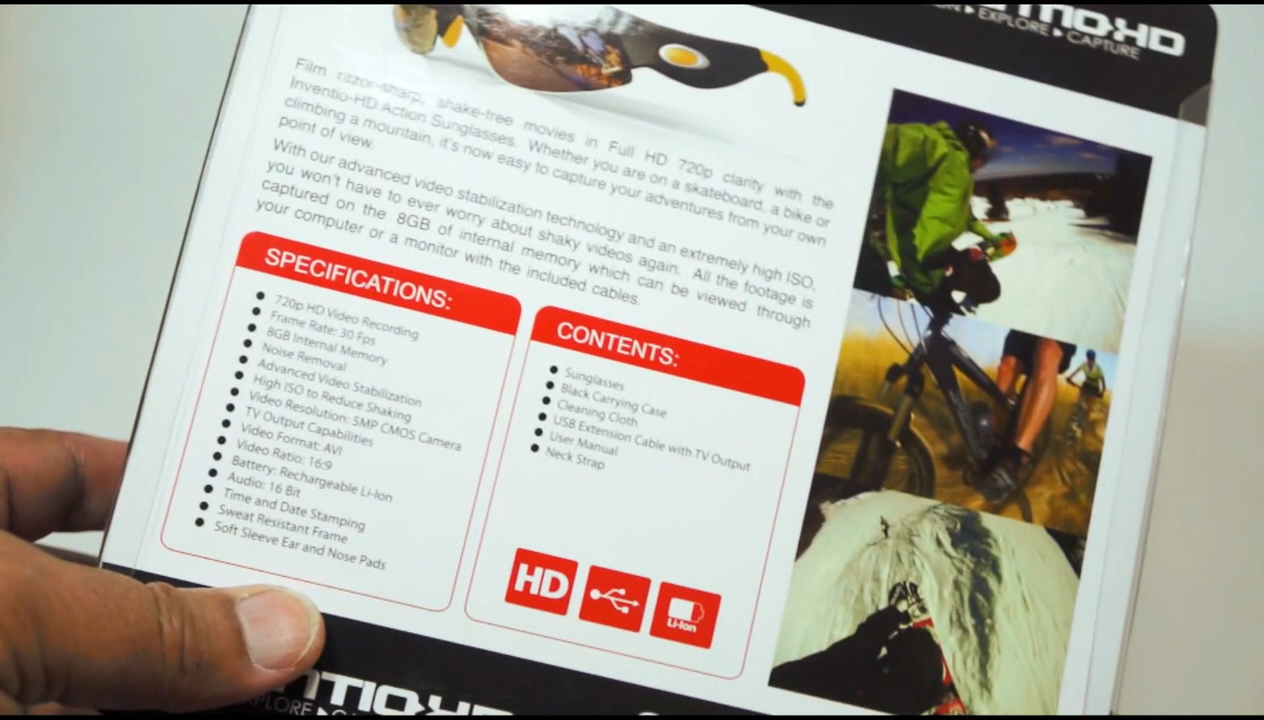 NTIO-HD
ON ▸ EXPLORE ▸ CAPTURE
Film razor-sharp, shake-free movies in Full HD 720p clarity with the
Inventio-HD Action Sunglasses. Whether you are on a skateboard, a bike or
climbing a mountain, it's now easy to capture your adventures from your own
point of view.
With our advanced video stabilization technology and an extremely high ISO,
you won't have to ever worry about shaky videos again. All the footage is
captured on the 8GB of internal memory which can be viewed through
your computer or a monitor with the included cables.
SPECIFICATIONS:
● 720p HD Video Recording
● Frame Rate: 30 Fps
● 8GB Internal Memory
● Noise Removal
● Advanced Video Stabilization
● High ISO to Reduce Shaking
● Video Resolution: 5MP CMOS Camera
● TV Output Capabilities
● Video Format: AVI
● Video Ratio: 16:9
● Battery: Rechargeable Li-Ion
● Audio: 16 Bit
● Time and Date Stamping
● Sweat Resistant Frame
● Soft Sleeve Ear and Nose Pads
CONTENTS:
● Sunglasses
● Black Carrying Case
● Cleaning Cloth
● USB Extension Cable with TV Output
● User Manual
● Neck Strap
HD
Li-Ion
NTIO-HD
XPLORE ▸